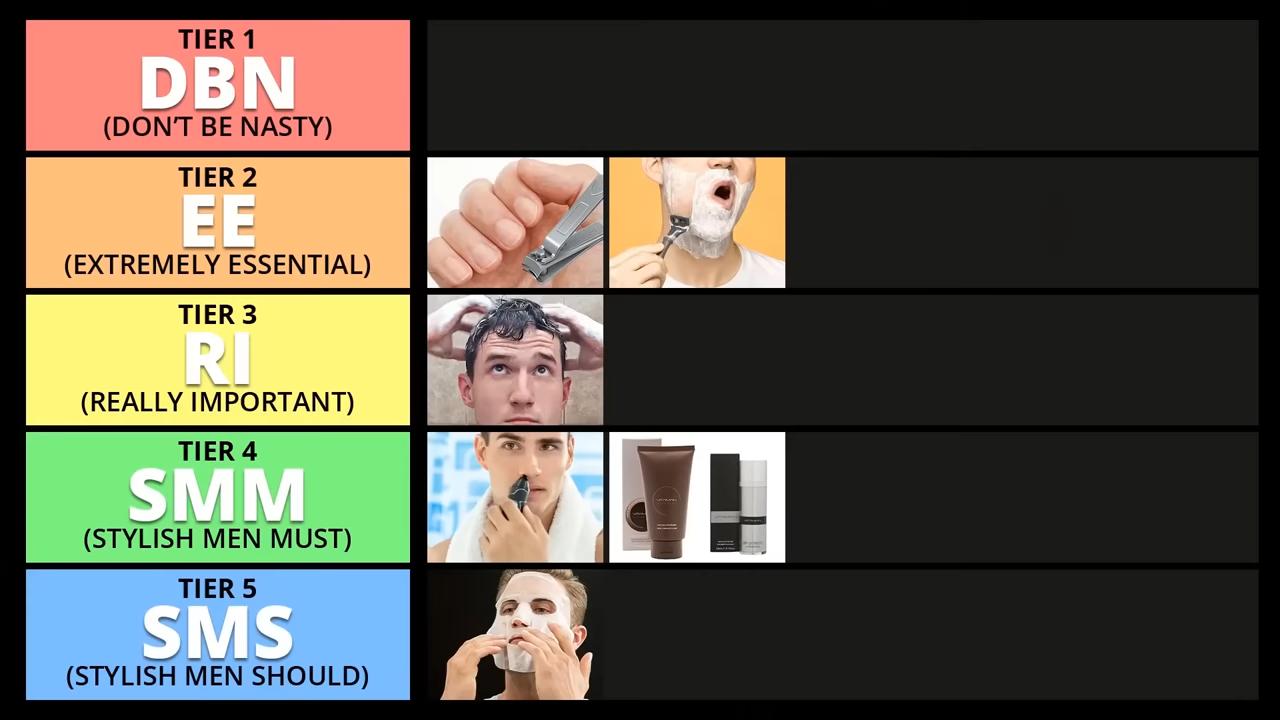 TIER 1
DBN
(DON'T BE NASTY)
TIER 2
EE
(EXTREMELY ESSENTIAL)
TIER 3
RI
(REALLY IMPORTANT)
TIER 4
SMM
(STYLISH MEN MUST)
TIER 5
SMS
(STYLISH MEN SHOULD)